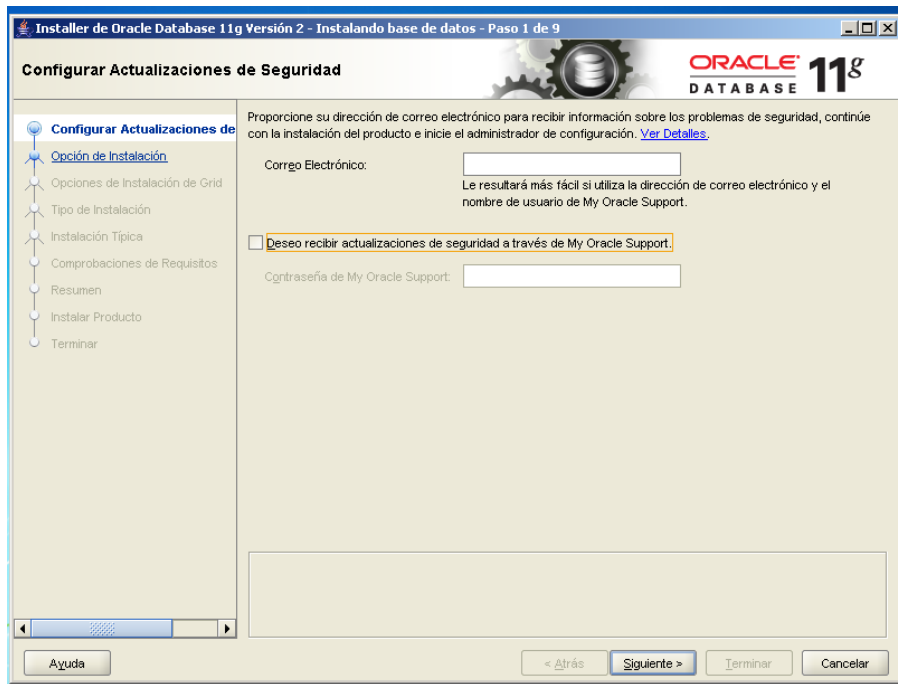 Installer de Oracle Database 11g Versión 2 - Instalando base de datos - Paso 1 de 9
Configurar Actualizaciones de Seguridad
ORACLE
DATABASE
11g
Configurar Actualizaciones de
Opción de Instalación
Opciones de Instalación de Grid
Tipo de Instalación
Instalación Típica
Comprobaciones de Requisitos
Resumen
Instalar Producto
Terminar
Proporcione su dirección de correo electrónico para recibir información sobre los problemas de seguridad, continúe
con la instalación del producto e inicie el administrador de configuración. Ver Detalles.
Correo Electrónico:
Le resultará más fácil si utiliza la dirección de correo electrónico y el
nombre de usuario de My Oracle Support.
Deseo recibir actualizaciones de seguridad a través de My Oracle Support.
Contraseña de My Oracle Support:
Ayuda
< Atrás
Siguiente >
Terminar
Cancelar